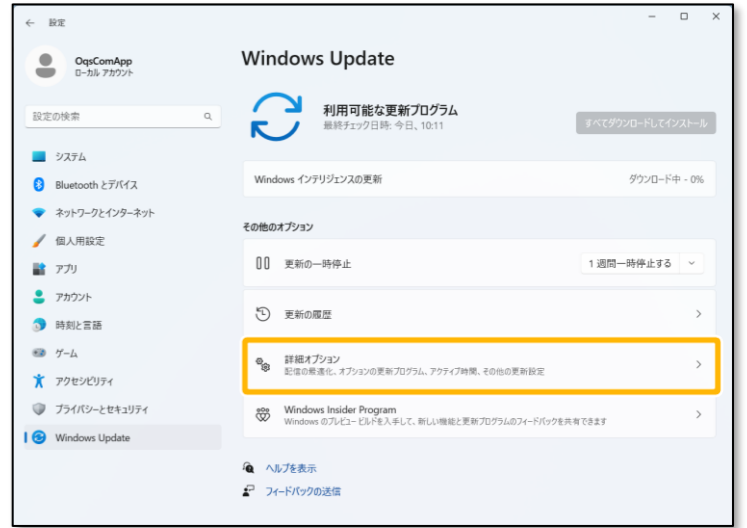 設定
OqsComApp
ローカル アカウント
設定の検索
システム
Bluetooth とデバイス
ネットワークとインターネット
個人用設定
アプリ
アカウント
時刻と言語
ゲーム
アクセシビリティ
プライバシーとセキュリティ
Windows Update
Windows Update
利用可能な更新プログラム
最終チェック日時: 今日、10:11
すべてダウンロードしてインストール
Windows インテリジェンスの更新
ダウンロード中 - 0%
その他のオプション
更新の一時停止
1 週間一時停止する
更新の履歴
詳細オプション
配信の最適化、オプションの更新プログラム、アクティブ時間、その他の更新設定
Windows Insider Program
Windows のプレビュー ビルドを入手して、新しい機能と更新プログラムのフィードバックを共有できます
ヘルプを表示
フィードバックの送信